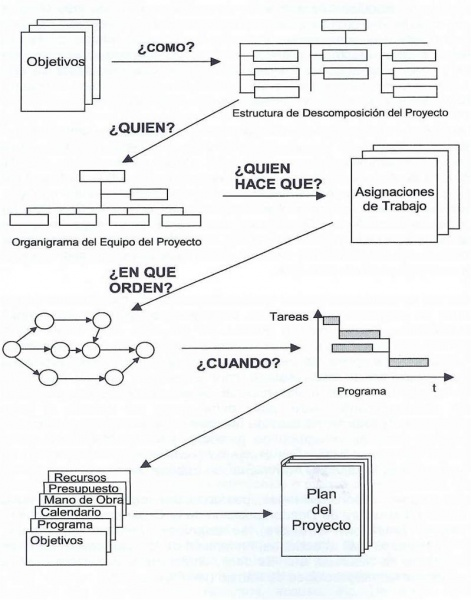 Objetivos
¿COMO?
Estructura de Descomposición del Proyecto
¿QUIEN?
¿QUIEN
HACE QUE?
Asignaciones
de Trabajo
Organigrama del Equipo del Proyecto
¿EN QUE
ORDEN?
Tareas
¿CUANDO?
Programa
t
Recursos
Presupuesto
Mano de Obra
Calendario
Programa
Objetivos
Plan
del
Proyecto